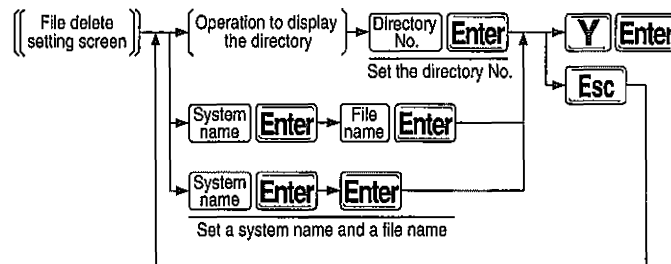 File delete
setting screen
Operation to display
the directory
Directory
No.
Enter
Y
Enter
Set the directory No.
Esc
System
name
Enter
File
name
Enter
System
name
Enter
Enter
Set a system name and a file name